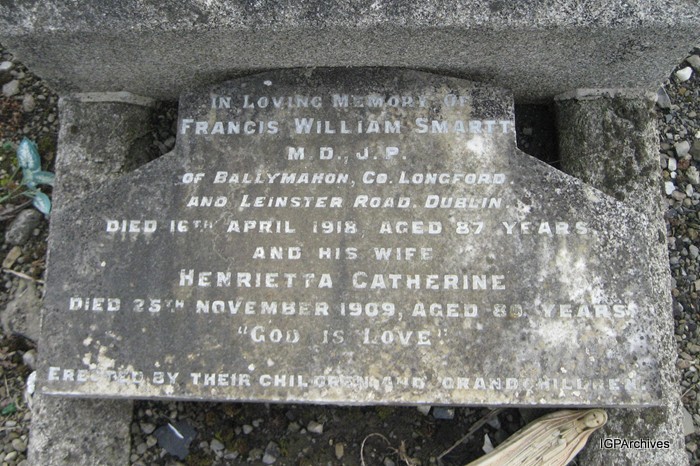 In Loving Memory of
Francis William Smartt
M.D., J.P.
of Ballymahon, Co. Longford.
and Leinster Road, Dublin.
Died 16th April 1918, aged 87 years.
and his wife
Henrietta Catherine
Died 25th November 1909, aged years.
"God is Love."
Erected by their children and grandchildren.
IGPArchives